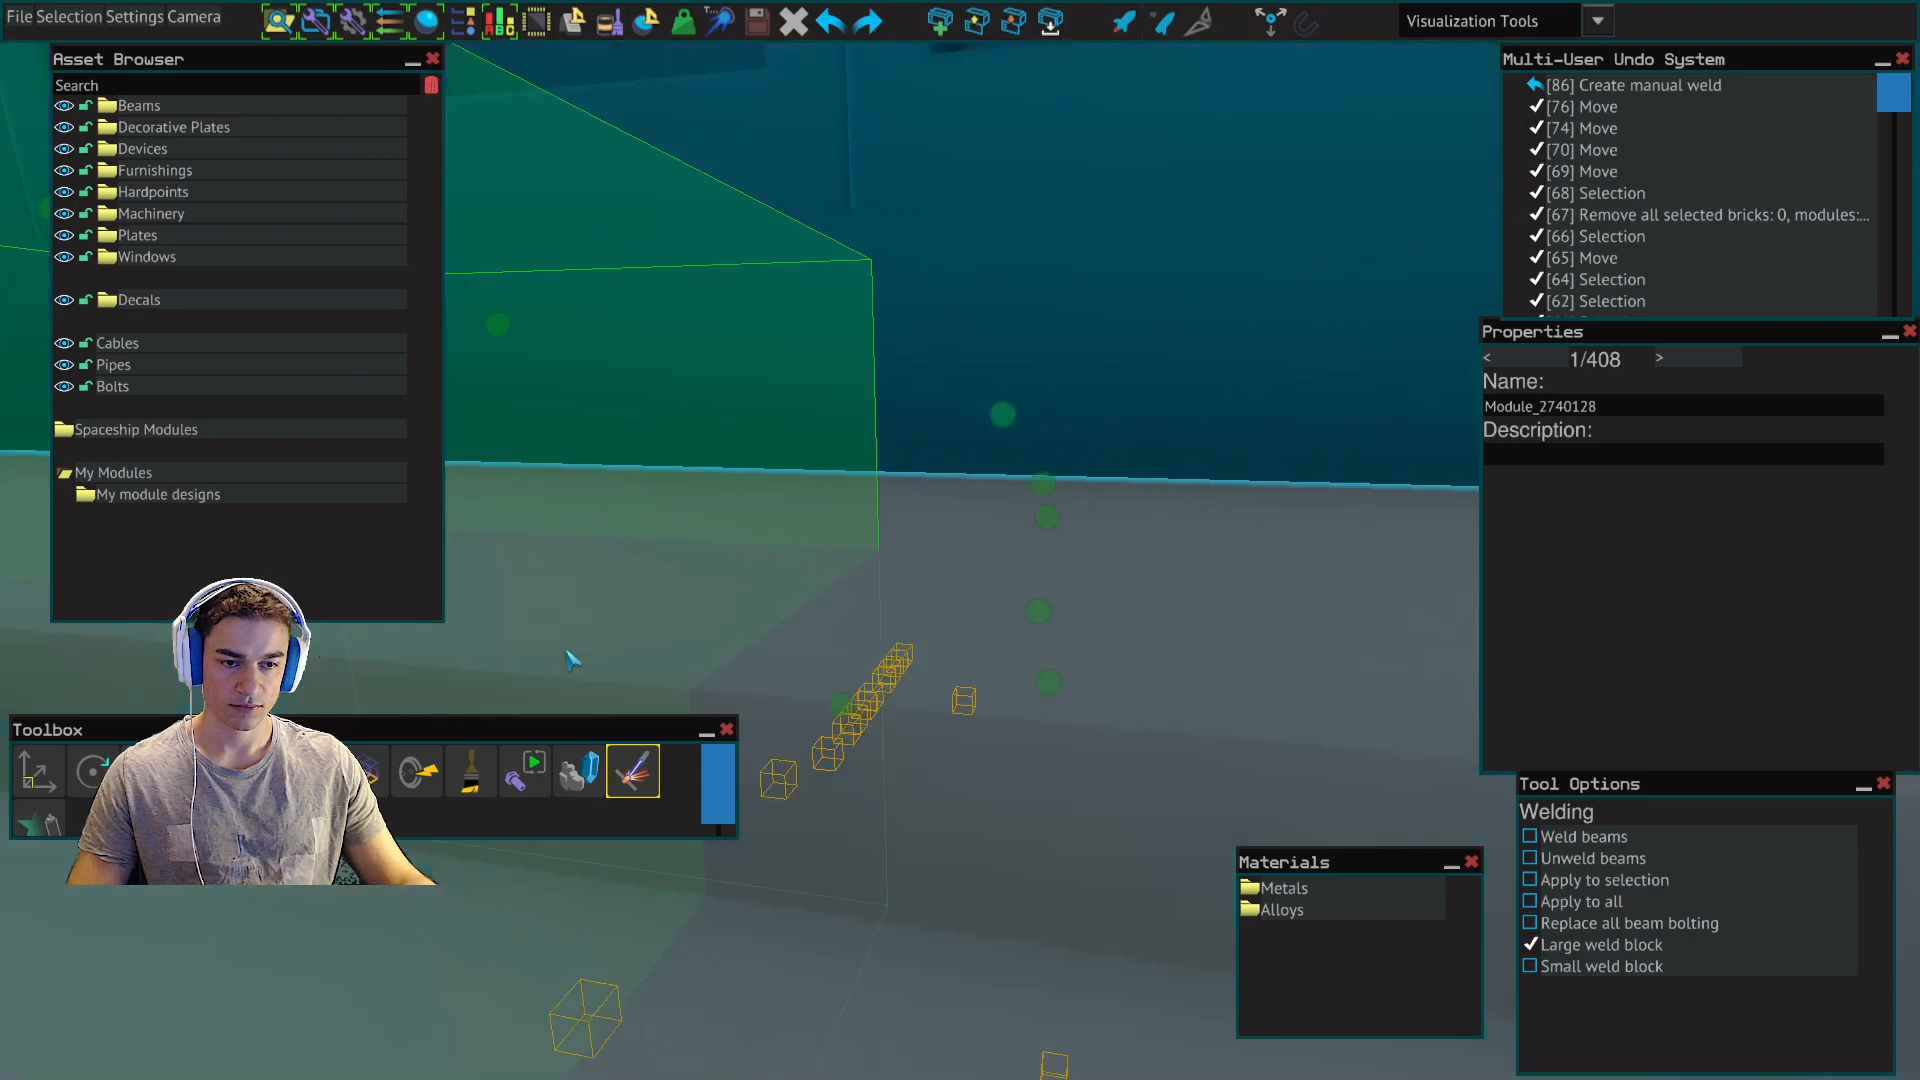 File Selection Settings Camera
Visualization Tools
Asset Browser
Search
Beams
Decorative Plates
Devices
Furnishings
Hardpoints
Machinery
Plates
Windows
Decals
Cables
Pipes
Bolts
Spaceship Modules
My Modules
My module designs
Multi-User Undo System
[86] Create manual weld
[76] Move
[74] Move
[70] Move
[69] Move
[68] Selection
[67] Remove all selected bricks: 0, modules:...
[66] Selection
[65] Move
[64] Selection
[62] Selection
Properties
< 1/408 >
Name:
Module_2740128
Description:
Toolbox
Materials
Metals
Alloys
Tool Options
Welding
Weld beams
Unweld beams
Apply to selection
Apply to all
Replace all beam bolting
Large weld block
Small weld block